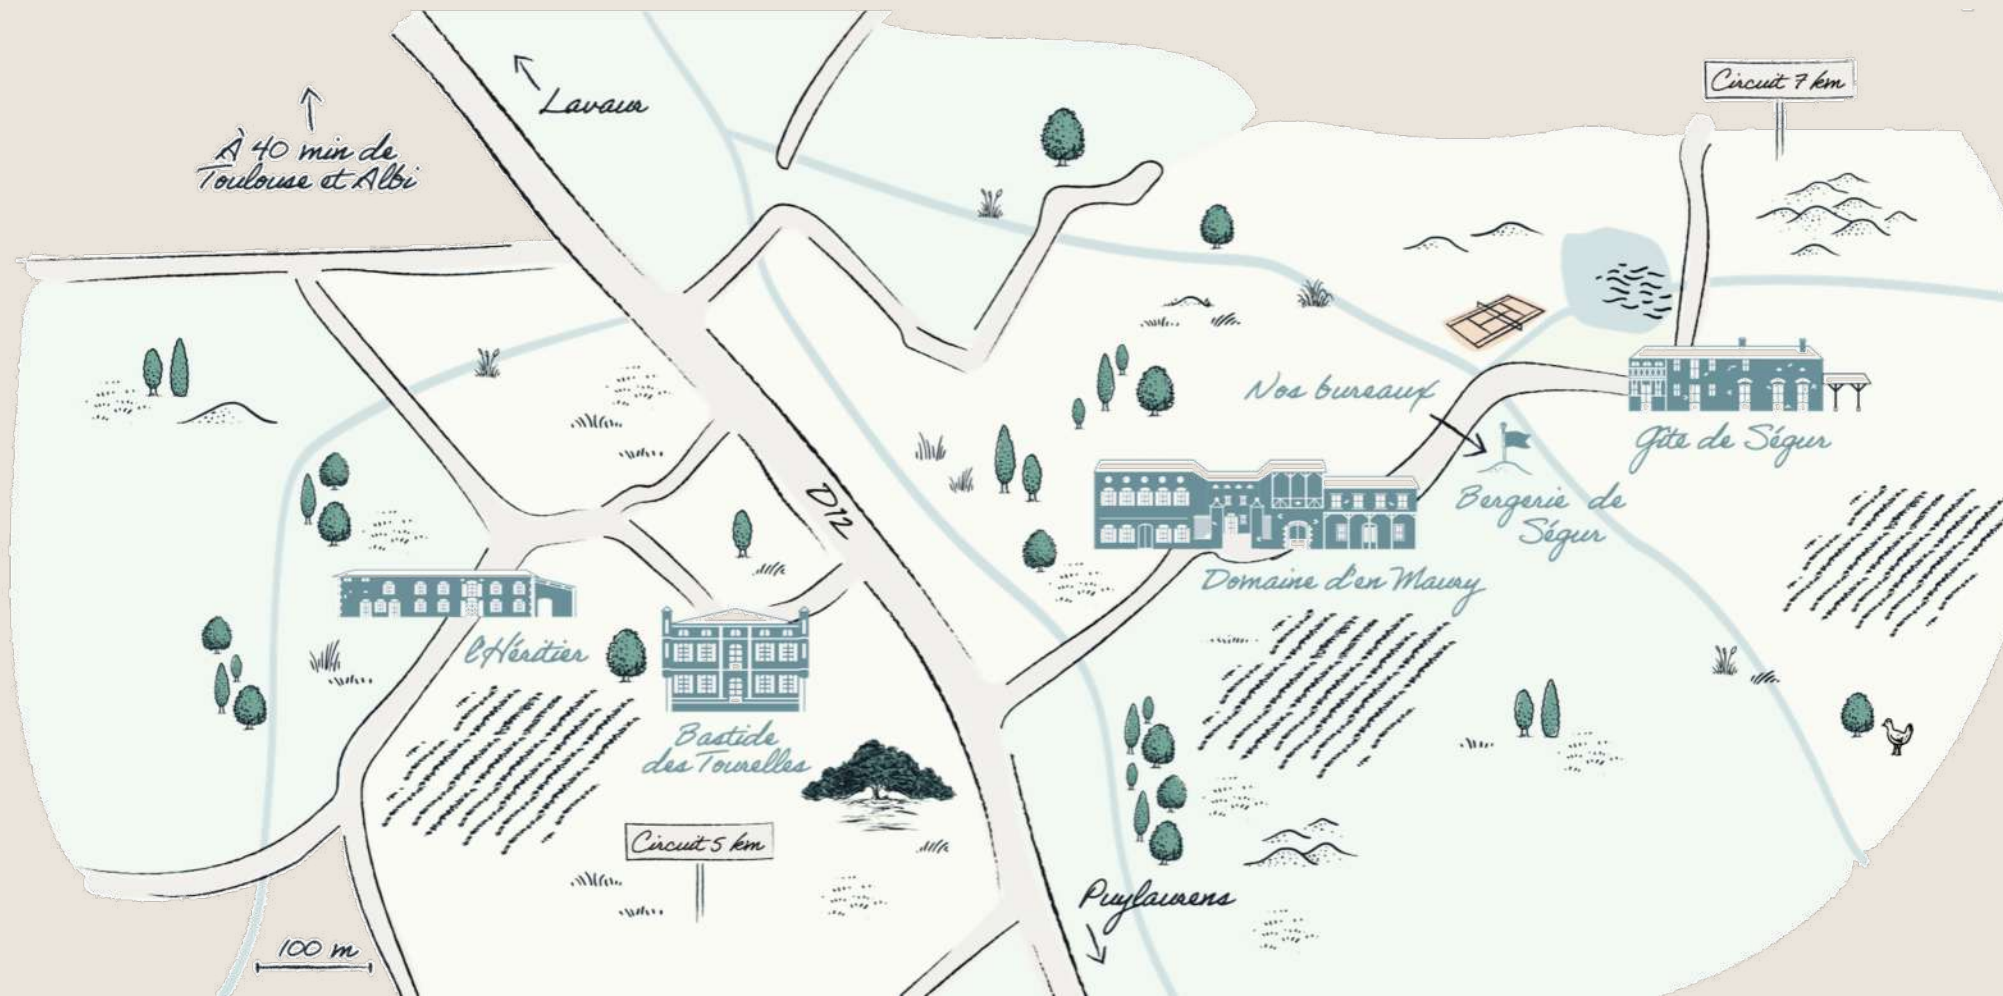 Lavaur
Circuit 7 km
À 40 min de
Toulouse et Albi
Nos bureaux
Gîte de Ségur
D12
Bergerie de
Ségur
Domaine d'en Maury
l'Héritier
Bastide
des Tourelles
Circuit 5 km
Puylaurens
100 m